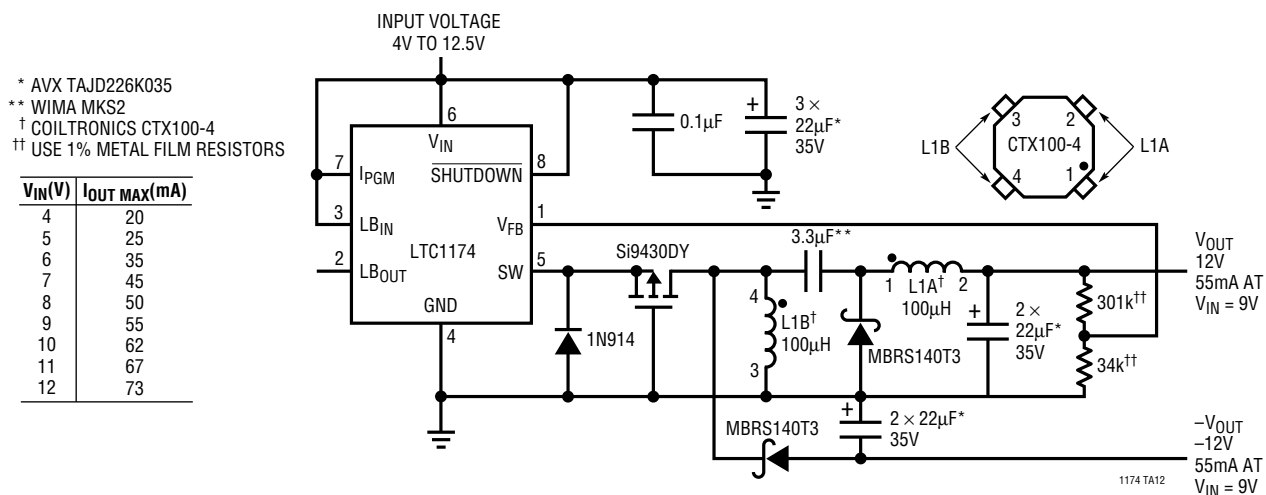 INPUT VOLTAGE
4V TO 12.5V
* AVX TAJD226K035
** WIMA MKS2
† COILTRONICS CTX100-4
†† USE 1% METAL FILM RESISTORS
VIN(V) IOUT MAX(mA)
4 20
5 25
6 35
7 45
8 50
9 55
10 62
11 67
12 73
6
VIN
7
IPGM
SHUTDOWN
8
3
LBIN
VFB
1
LTC1174
2
LBOUT
SW
5
GND
4
0.1µF
+
3 ×
22µF*
35V
3
2
CTX100-4
4
1
L1B
L1A
Si9430DY
1N914
3.3µF**
4
L1B†
100µH
3
MBRS140T3
1
2
L1A†
100µH
+
2 ×
22µF*
35V
301k††
34k††
VOUT
12V
55mA AT
VIN = 9V
MBRS140T3
+
2 × 22µF*
35V
–VOUT
–12V
55mA AT
VIN = 9V
1174 TA12